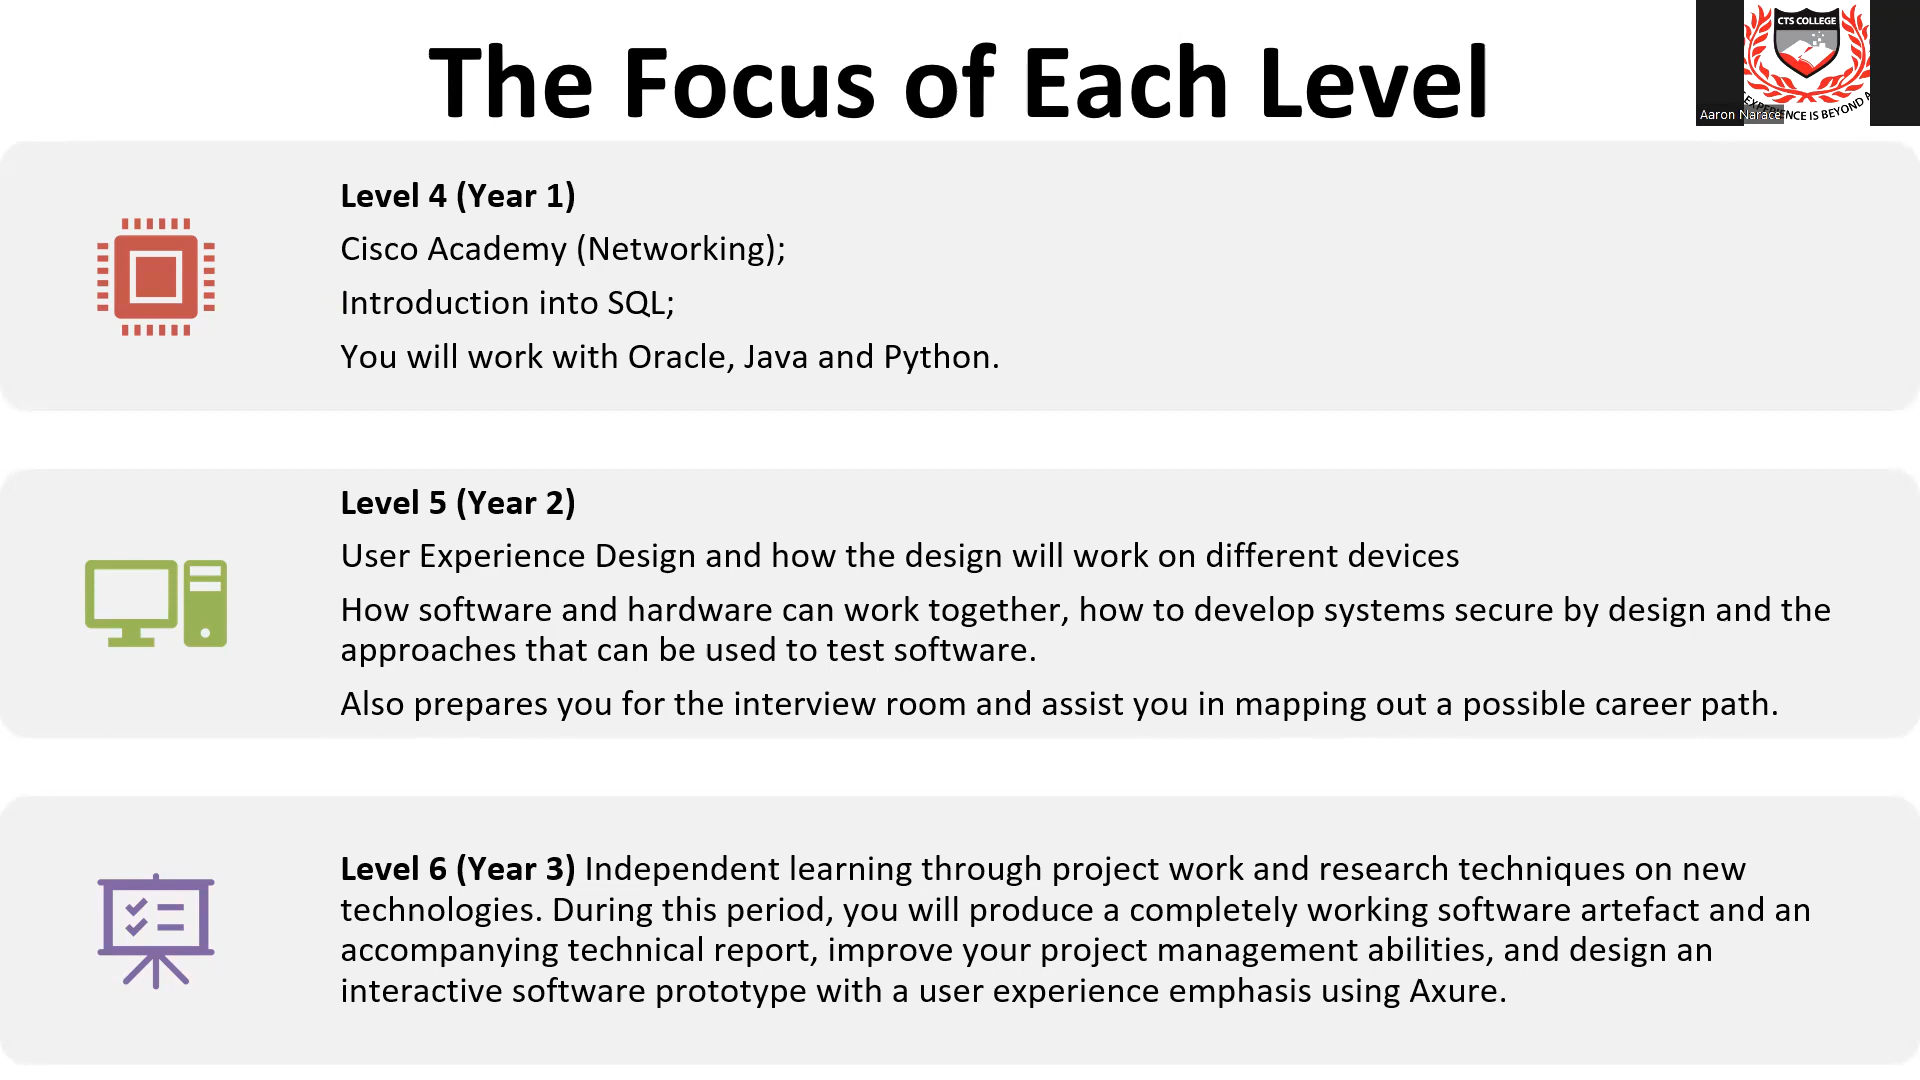 The Focus of Each Level
CTS COLLEGE
EXPERIENCE IS BEYOND A
Aaron Narace
Level 4 (Year 1)
Cisco Academy (Networking);
Introduction into SQL;
You will work with Oracle, Java and Python.
Level 5 (Year 2)
User Experience Design and how the design will work on different devices
How software and hardware can work together, how to develop systems secure by design and the
approaches that can be used to test software.
Also prepares you for the interview room and assist you in mapping out a possible career path.
Level 6 (Year 3) Independent learning through project work and research techniques on new
technologies. During this period, you will produce a completely working software artefact and an
accompanying technical report, improve your project management abilities, and design an
interactive software prototype with a user experience emphasis using Axure.